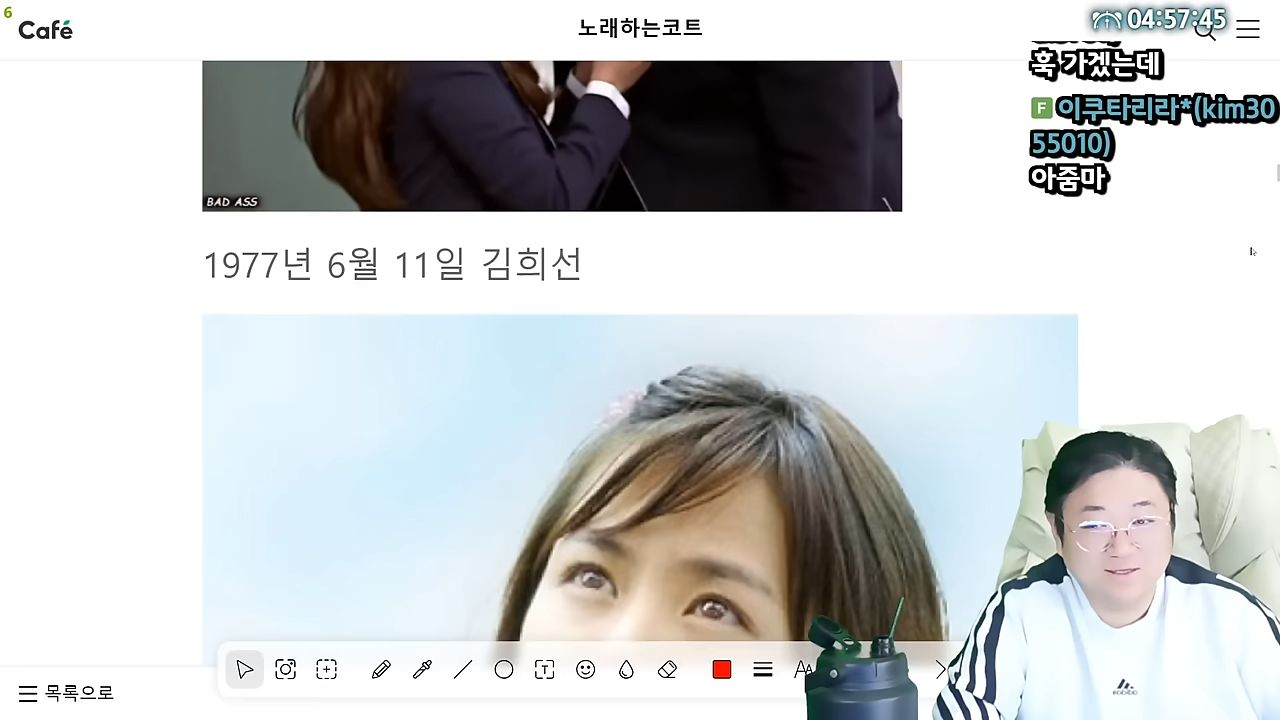 6
Café
노래하는코트
04:57:45
훅 가겠는데
F 이쿠타리라*(kim30
55010)
아줌마
BAD ASS
1977년 6월 11일 김희선
T
AA
목록으로